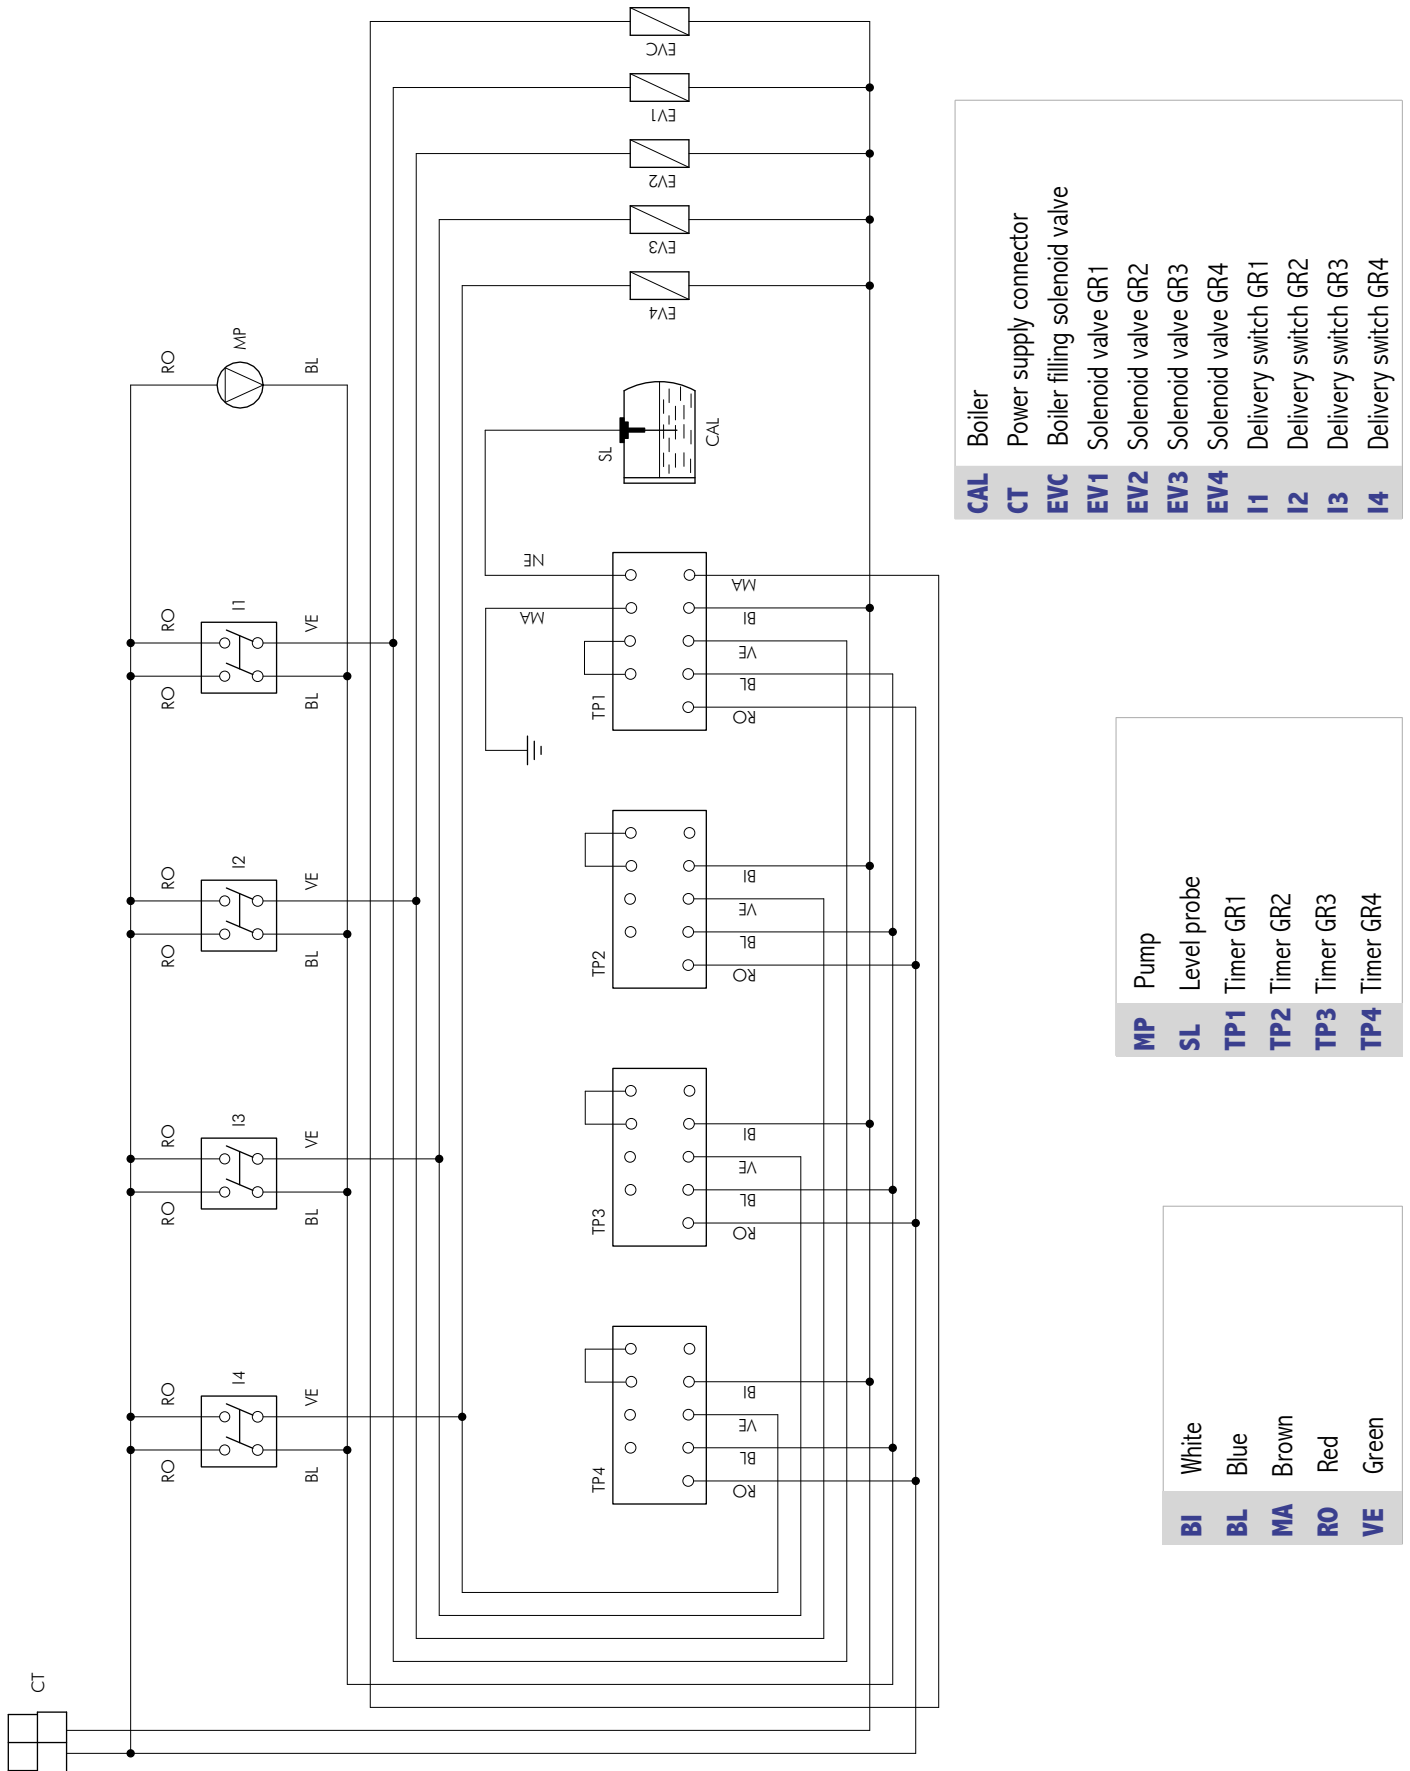 CT
RO
RO
I4
VE
BL
RO
RO
I3
VE
BL
RO
RO
I2
VE
BL
RO
RO
I1
VE
BL
RO
MP
BL
EVC
EV1
EV2
EV3
EV4
SL
CAL
NE
MA
TP1
MA
BI
VE
BL
RO
TP2
BI
VE
BL
RO
TP3
BI
VE
BL
RO
TP4
BI
VE
BL
RO
BI White
BL Blue
MA Brown
RO Red
VE Green
MP Pump
SL Level probe
TP1 Timer GR1
TP2 Timer GR2
TP3 Timer GR3
TP4 Timer GR4
CAL Boiler
CT Power supply connector
EVC Boiler filling solenoid valve
EV1 Solenoid valve GR1
EV2 Solenoid valve GR2
EV3 Solenoid valve GR3
EV4 Solenoid valve GR4
I1 Delivery switch GR1
I2 Delivery switch GR2
I3 Delivery switch GR3
I4 Delivery switch GR4